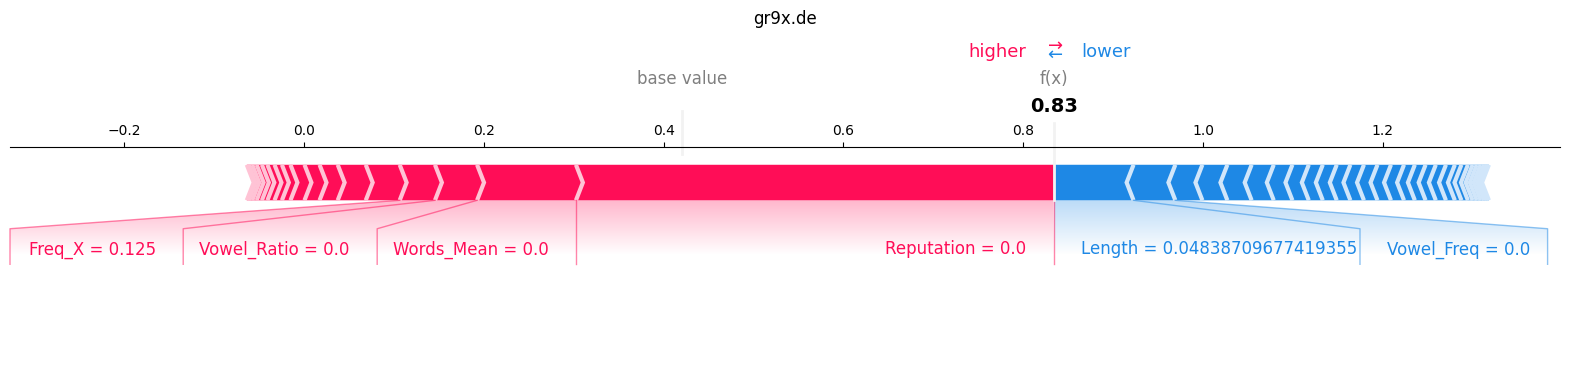 gr9x.de
higher ⇄ lower
base value f(x)
0.83
−0.2 0.0 0.2 0.4 0.6 0.8 1.0 1.2
Freq_X = 0.125 Vowel_Ratio = 0.0 Words_Mean = 0.0 Reputation = 0.0 Length = 0.04838709677419355 Vowel_Freq = 0.0